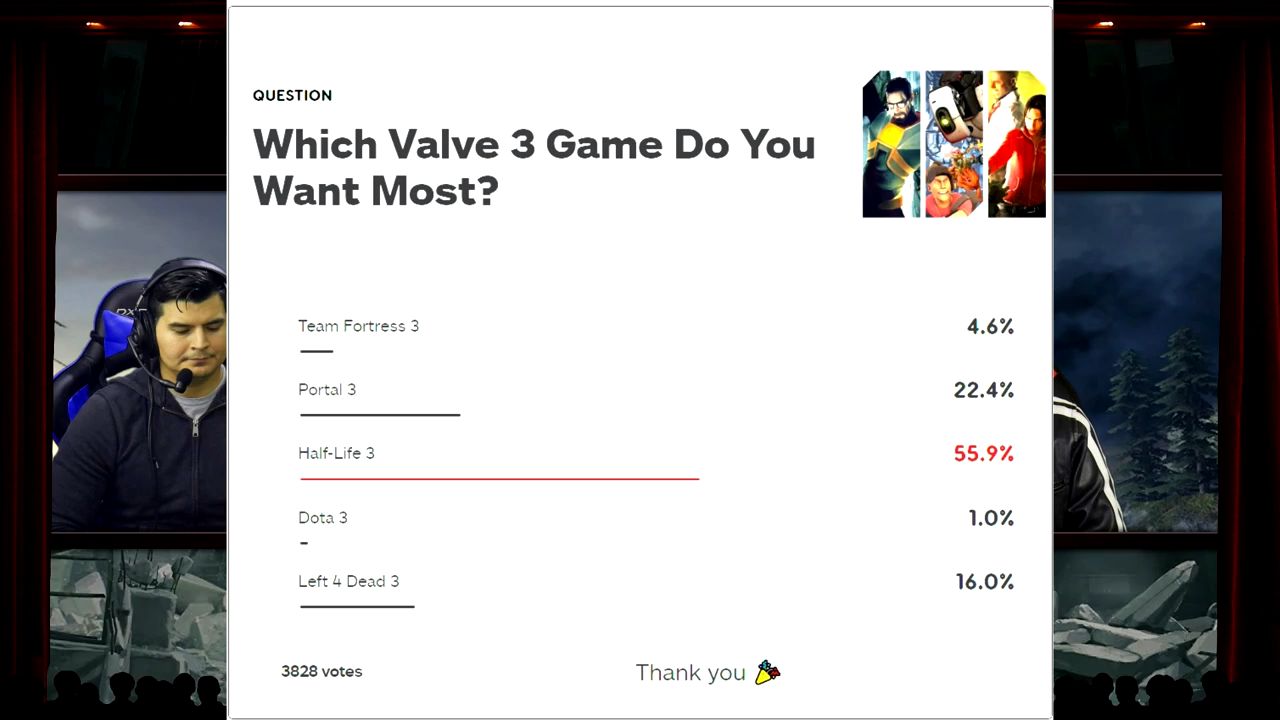 QUESTION
Which Valve 3 Game Do You
Want Most?
Team Fortress 3 4.6%
Portal 3 22.4%
Half-Life 3 55.9%
Dota 3 1.0%
Left 4 Dead 3 16.0%
3828 votes
Thank you